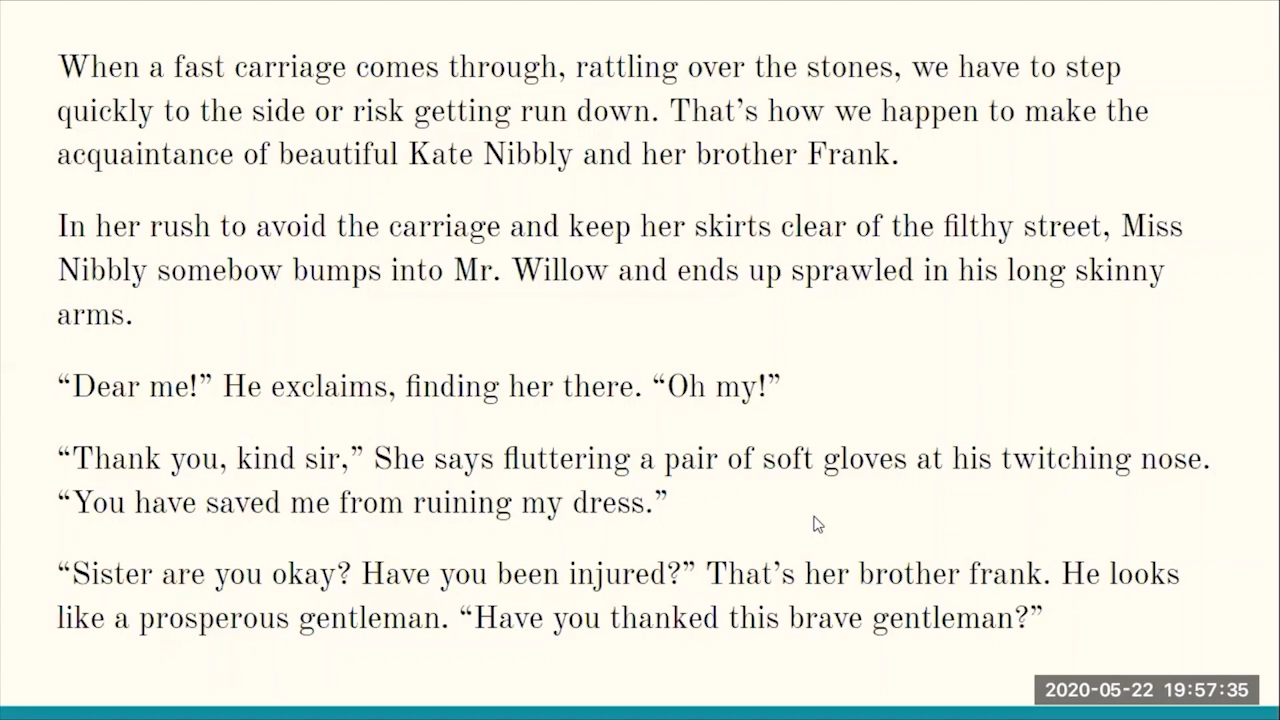 When a fast carriage comes through, rattling over the stones, we have to step
quickly to the side or risk getting run down. That’s how we happen to make the
acquaintance of beautiful Kate Nibbly and her brother Frank.
In her rush to avoid the carriage and keep her skirts clear of the filthy street, Miss
Nibbly somebow bumps into Mr. Willow and ends up sprawled in his long skinny
arms.
“Dear me!” He exclaims, finding her there. “Oh my!”
“Thank you, kind sir,” She says fluttering a pair of soft gloves at his twitching nose.
“You have saved me from ruining my dress.”
“Sister are you okay? Have you been injured?” That’s her brother frank. He looks
like a prosperous gentleman. “Have you thanked this brave gentleman?”
2020-05-22 19:57:35